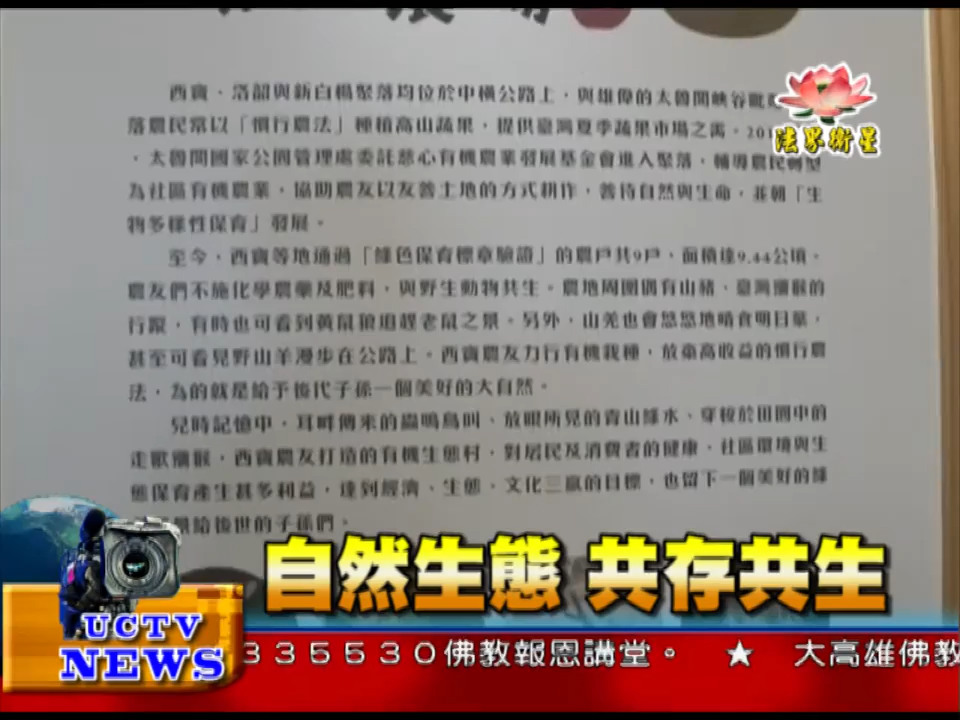 西寶、洛韶與新白楊聚落均位於中橫公路上，與雄偉的太魯閣峽谷毗
落農民常以「慣行農法」種植高山蔬果，提供臺灣夏季蔬果市場之需。201
，太魯閣國家公園管理處委託慈心有機農業發展基金會進入聚落，輔導農民轉型
為社區有機農業，協助農友以友善土地的方式耕作，善待自然與生命，並朝「生
物多樣性保育」發展。
至今，西寶等地通過「綠色保育標章驗證」的農戶共9戶，面積達9.44公頃。
農友們不施化學農藥及肥料，與野生動物共生。農地周圍偶有山豬、臺灣獼猴的
行蹤，有時也可看到黃鼠狼追趕老鼠之景。另外，山羌也會悠悠地啃食明日葉，
甚至可看見野山羊漫步在公路上。西寶農友力行有機栽種，放棄高收益的慣行農
法，為的就是給予後代子孫一個美好的大自然。
兒時記憶中，耳畔傳來的蟲鳴鳥叫、放眼所見的青山綠水、穿梭於田園中的
走獸獼猴，西寶農友打造的有機生態村，對居民及消費者的健康、社區環境與生
態保育產生甚多利益，達到經濟、生態、文化三贏的目標，也留下一個美好的綠
給後世的子孫們。
法界衛星
自然生態 共存共生
UCTV
NEWS
335530佛教報恩講堂。 ★ 大高雄佛教